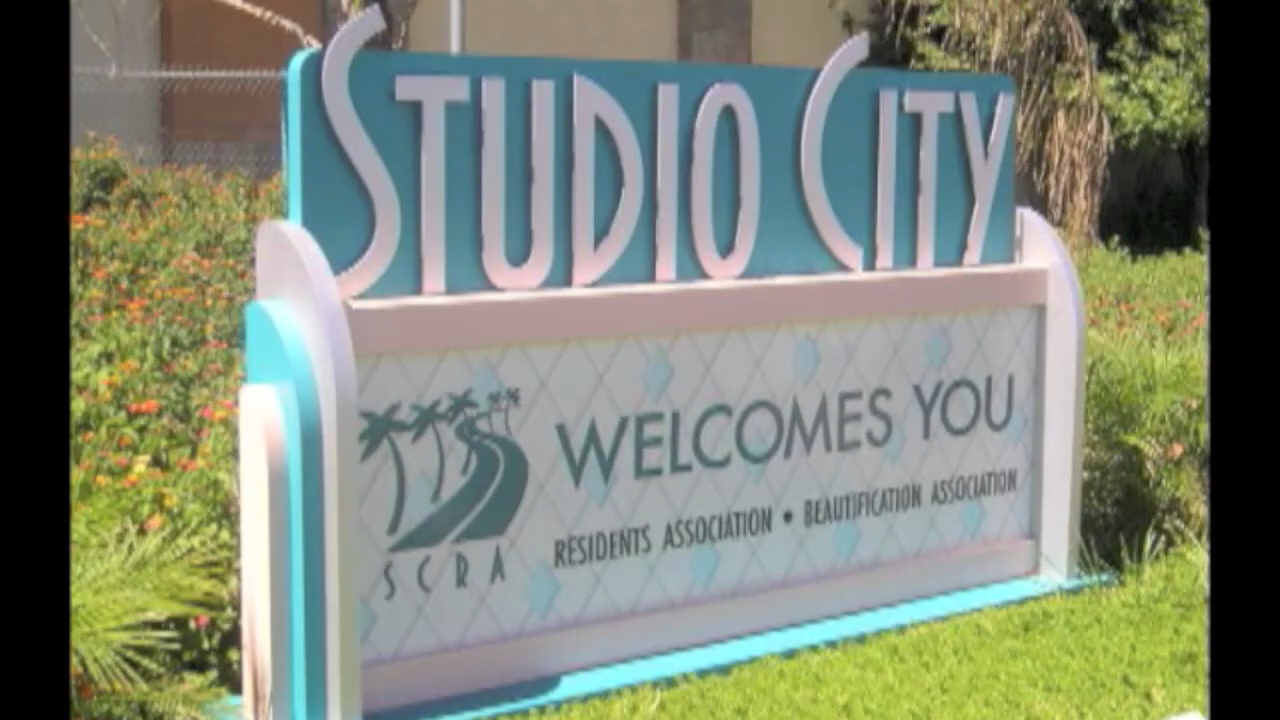 STUDIO CITY
WELCOMES YOU
RESIDENTS ASSOCIATION • BEAUTIFICATION ASSOCIATION
SCRA